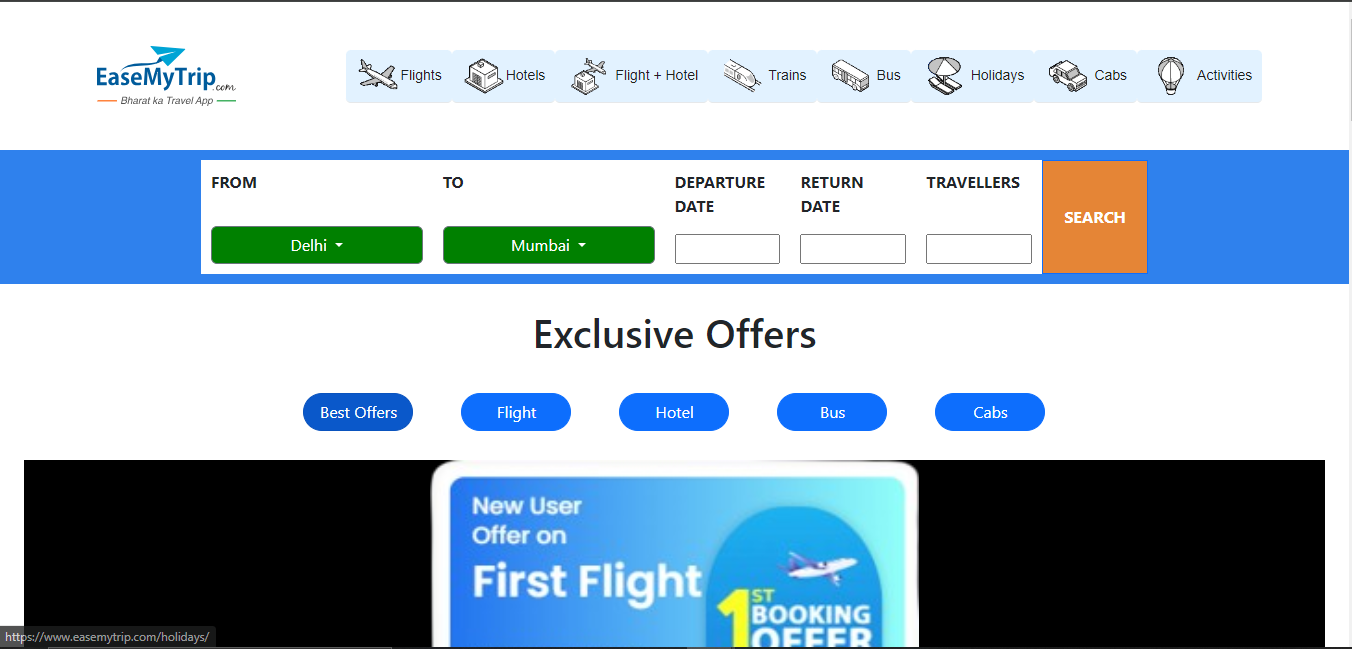 EaseMyTrip.com
Bharat ka Travel App
Flights Hotels Flight + Hotel Trains Bus Holidays Cabs Activities
FROM TO DEPARTURE DATE RETURN DATE TRAVELLERS SEARCH
Delhi Mumbai
Exclusive Offers
Best Offers Flight Hotel Bus Cabs
New User
Offer on
First Flight
1ST
BOOKING
OFFER
https://www.easemytrip.com/holidays/